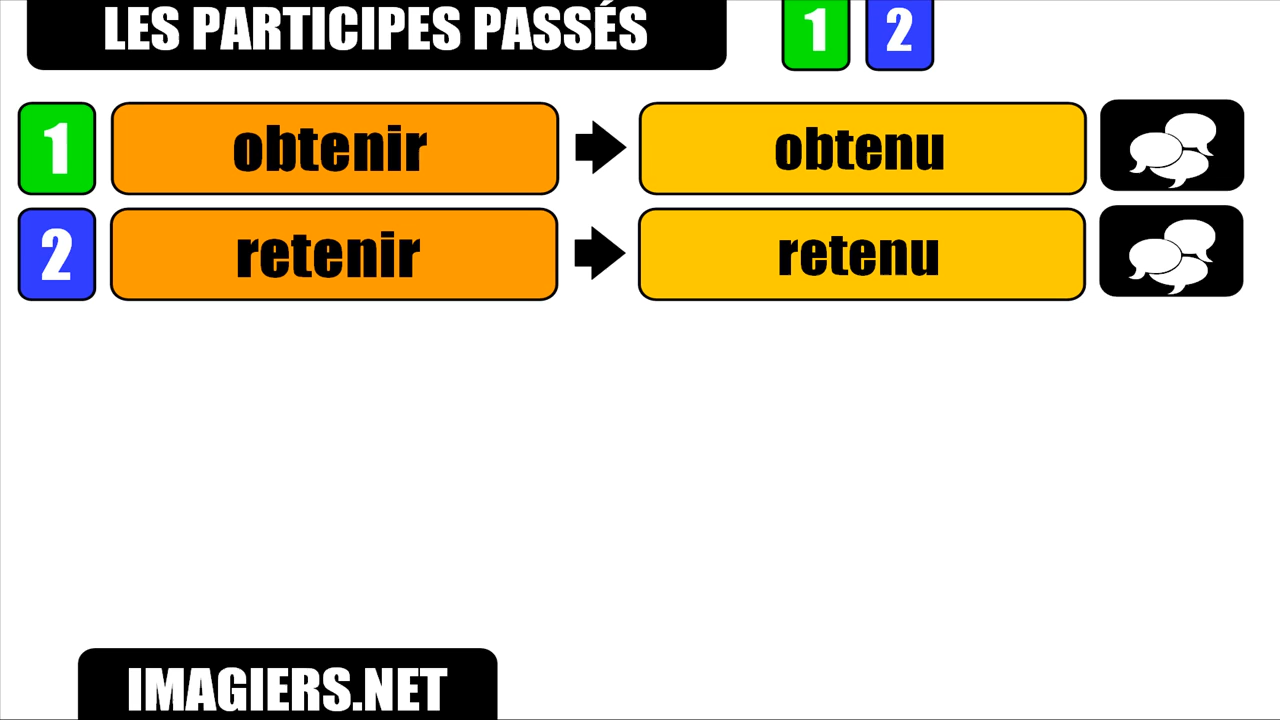 LES PARTICIPES PASSÉS 1 2
1 obtenir obtenu
2 retenir retenu
IMAGIERS.NET